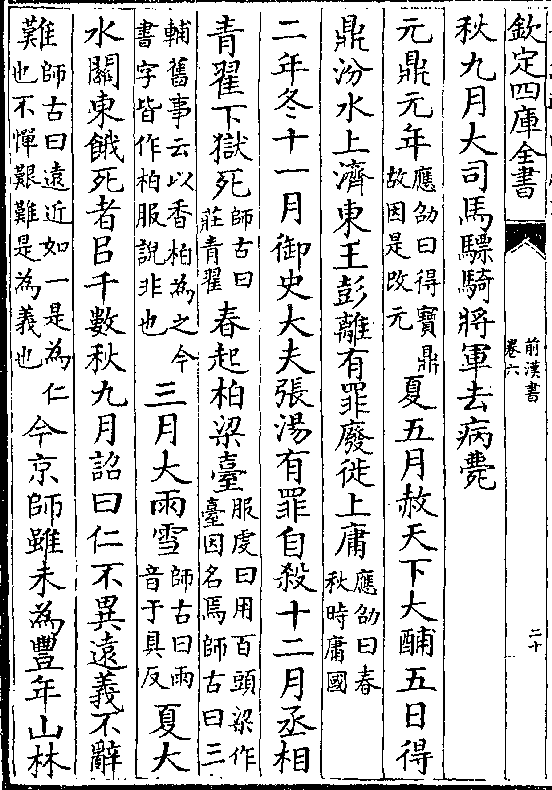 欽定四庫全書
前漢書
卷六
二十
秋九月大司馬驃騎將軍去病薨
元鼎元年應劭曰得寶鼎故因是改元夏五月赦天下大酺五日得
鼎汾水上濟東王彭離有罪廢徙上庸應劭曰春秋時庸國
二年冬十一月御史大夫張湯有罪自殺十二月丞相
青翟下獄死師古曰莊青翟春起柏梁臺服虔曰用百頭梁作臺因名焉師古曰三
輔舊事云以香柏為之今書字皆作柏服說非也三月大雨雪師古曰雨音于具反夏大
水關東餓死者㠯千數秋九月詔曰仁不異遠義不辭
難師古曰遠近如一是為仁也不憚艱難是為義也今京師雖未為豐年山林